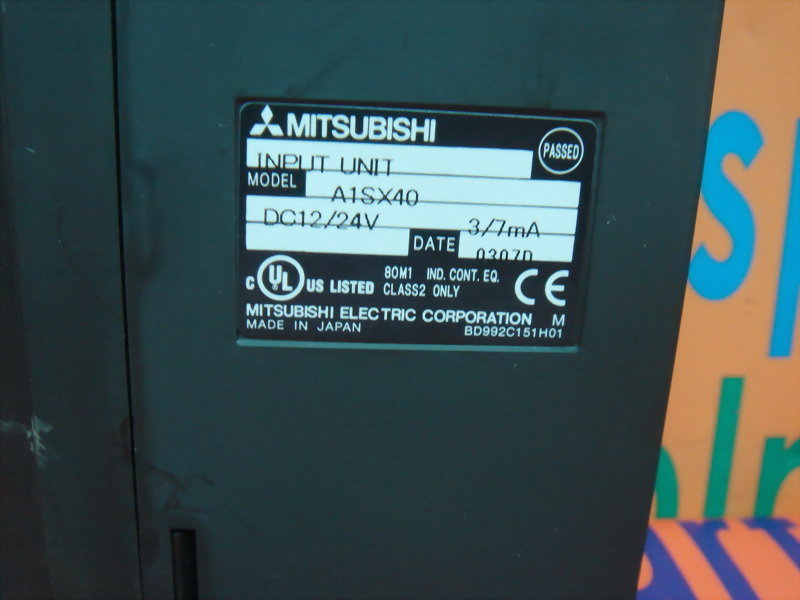 MITSUBISHI
PASSED
INPUT UNIT
MODEL A1SX40
DC12/24V 3/7mA
DATE 0307D
C UL US LISTED 80M1 IND. CONT. EQ.
CLASS2 ONLY
CE
MITSUBISHI ELECTRIC CORPORATION M
MADE IN JAPAN BD992C151H01